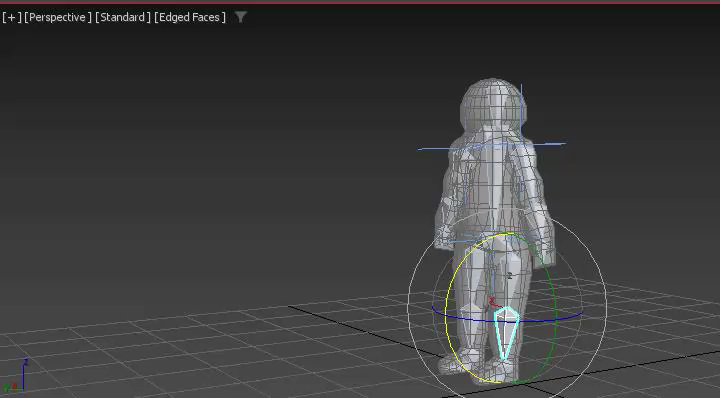 [+] [Perspective] [Standard] [Edged Faces]
z
x
z